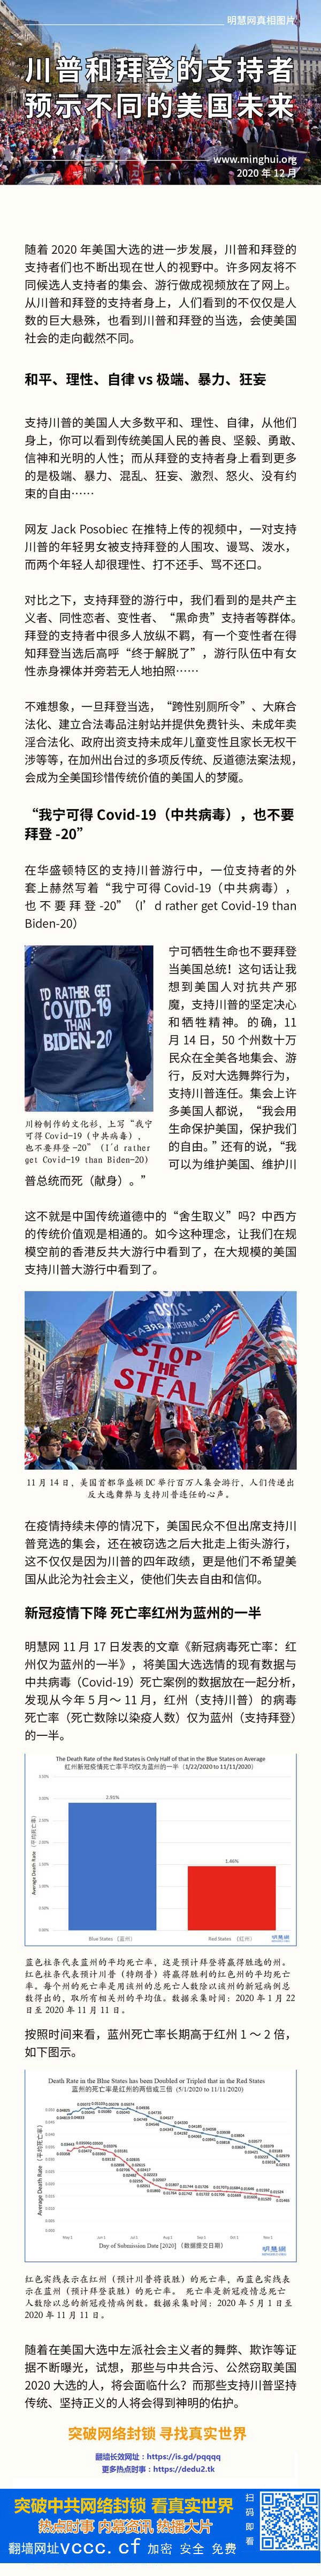 明慧网真相图片
川普和拜登的支持者
预示不同的美国未来
www.minghui.org
2020 年 12 月
随着 2020 年美国大选的进一步发展，川普和拜登的
支持者们也不断出现在世人的视野中。许多网友将不
同候选人支持者的集会、游行做成视频放在了网上。
从川普和拜登的支持者身上，人们看到的不仅仅是人
数的巨大悬殊，也看到川普和拜登的当选，会使美国
社会的走向截然不同。
和平、理性、自律 vs 极端、暴力、狂妄
支持川普的美国人大多数平和、理性、自律，从他们
身上，你可以看到传统美国人民的善良、坚毅、勇敢、
信神和光明的人性；而从拜登的支持者身上看到更多
的是极端、暴力、混乱、狂妄、激烈、怒火、没有约
束的自由……
网友 Jack Posobiec 在推特上传的视频中，一对支持
川普的年轻男女被支持拜登的人围攻、谩骂、泼水，
而两个年轻人却很理性、打不还手、骂不还口。
对比之下，支持拜登的游行中，我们看到的是共产主
义者、同性恋者、变性者、“黑命贵”支持者等群体。
拜登的支持者中很多人放纵不羁，有一个变性者在得
知拜登当选后高呼“终于解脱了”，游行队伍中有女
性赤身裸体并旁若无人地拍照……
不难想象，一旦拜登当选，“跨性别厕所令”、大麻合
法化、建立合法毒品注射站并提供免费针头、未成年卖
淫合法化、政府出资支持未成年儿童变性且家长无权干
涉等等，在加州出台过的多项反传统、反道德法案法规，
会成为全美国珍惜传统价值的美国人的梦魇。
“我宁可得 Covid-19（中共病毒），也不要
拜登 -20”
在华盛顿特区的支持川普游行中，一位支持者的外
套上赫然写着“我宁可得 Covid-19（中共病毒），
也不要拜登 -20”（I’d rather get Covid-19 than
Biden-20）
I'D RATHER GET
COVID-19
THAN
BIDEN-20
川粉制作的文化衫，上写“我宁
可得 Covid-19（中共病毒），
也不要拜登 -20”（I'd rather
get Covid-19 than Biden-20）
宁可牺牲生命也不要拜登
当美国总统！这句话让我
想到美国人对抗共产邪
魔，支持川普的坚定决心
和牺牲精神。的确，11
月 14 日，50 个州数十万
民众在全美各地集会、游
行，反对大选舞弊行为，
支持川普连任。集会上许
多美国人都说，“我会用
生命保护美国，保护我们
的自由。”还有的说，“我
可以为维护美国、维护川
普总统而死（献身）。”
这不就是中国传统道德中的“舍生取义”吗？中西方
的传统价值观是相通的。如今这种理念，让我们在规
模空前的香港反共大游行中看到了，在大规模的美国
支持川普大游行中看到了。
2020
KEEP AMERICA GREAT
STOP
THE
STEAL
11 月 14 日，美国首都华盛顿 DC 举行百万人集会游行，人们传递出
反大选舞弊与支持川普连任的心声。
在疫情持续未停的情况下，美国民众不但出席支持川
普竞选的集会，还在被窃选之后大批走上街头游行，
这不仅仅是因为川普的四年政绩，更是他们不希望美
国从此沦为社会主义，使他们失去自由和信仰。
新冠疫情下降 死亡率红州为蓝州的一半
明慧网 11 月 17 日发表的文章《新冠病毒死亡率：红
州仅为蓝州的一半》，将美国大选选情的现有数据与
中共病毒（Covid-19）死亡案例的数据放在一起分析，
发现从今年 5 月～ 11 月，红州（支持川普）的病毒
死亡率（死亡数除以染疫人数）仅为蓝州（支持拜登）
的一半。
The Death Rate of the Red States is Only Half of that in the Blue States on Average
红州新冠疫情死亡率平均仅为蓝州的一半（1/22/2020 to 11/11/2020）
Average Death Rate （平均死亡率）
2.91%
1.46%
Blue States （蓝州）
Red States （红州）
明慧网
蓝色柱条代表蓝州的平均死亡率，这是预计拜登将赢得胜选的州。
红色柱条代表预计川普（特朗普）将赢得胜利的红色州的平均死亡
率。每个州的死亡率是用该州的总死亡人数除以该州的新冠病例总
数得出的，取所有相关州的平均值。数据采集时间：2020 年 1 月 22
日至 2020 年 11 月 11 日。
按照时间来看，蓝州死亡率长期高于红州 1 ～ 2 倍，
如下图示。
Death Rate in the Blue States has been Doubled or Tripled that in the Red States
蓝州的死亡率是红州的两倍或三倍 (5/1/2020 to 11/11/2020)
Average Death Rate （平均死亡率）
May 1 Jun 1 Jul 1 Aug 1 Sep 1 Oct 1 Nov 1
Day of Submission Date [2020] （数据提交日期）
明慧網
红色实线表示在红州（预计川普将获胜）的死亡率，而蓝色实线表
示在蓝州（预计拜登获胜）的死亡率。 死亡率是新冠疫情总死亡
人数除以总的新冠疫情病例数。数据采集时间：2020 年 5 月 1 日至
2020 年 11 月 11 日。
随着在美国大选中左派社会主义者的舞弊、欺诈等证
据不断曝光，试想，那些与中共合污、公然窃取美国
2020 大选的人，将会面临什么？而那些支持川普坚持
传统、坚持正义的人将会得到神明的佑护。
突破网络封锁 寻找真实世界
翻墙长效网址：https://is.gd/pqqqq
更多热点时事：https://dedu2.tk
突破中共网络封锁 看真实世界
热点时事 内幕资讯 热播大片
翻墙网址vccc.cf 加密 安全 免费
扫码即看